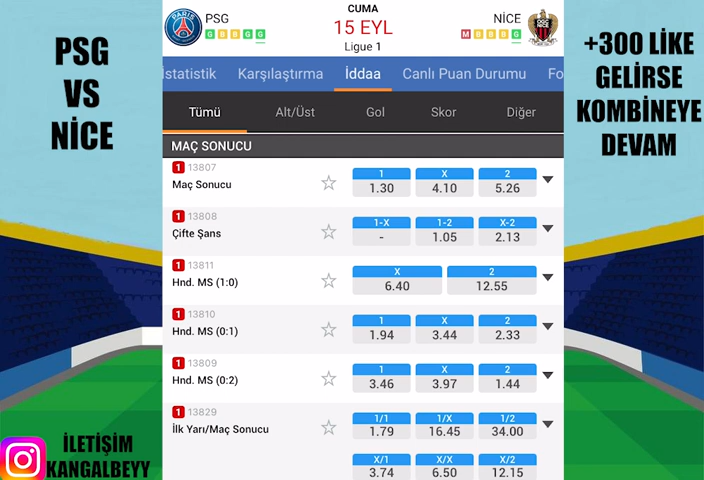 PSG
VS
NİCE
PARIS
PSG
G B B G G
CUMA
15 EYL
Ligue 1
NİCE
M B B B G
+300 LİKE
GELİRSE
KOMBİNEYE
DEVAM
istatistik Karşılaştırma İddaa Canlı Puan Durumu Fo
Tümü Alt/Üst Gol Skor Diğer
MAÇ SONUCU
1 13807
Maç Sonucu
1 X 2
1.30 4.10 5.26
1 13808
Çifte Şans
1-X 1-2 X-2
- 1.05 2.13
1 13811
Hnd. MS (1:0)
X 2
6.40 12.55
1 13810
Hnd. MS (0:1)
1 X 2
1.94 3.44 2.33
1 13809
Hnd. MS (0:2)
1 X 2
3.46 3.97 1.44
1 13829
İlk Yarı/Maç Sonucu
1/1 1/X 1/2
1.79 16.45 34.00
X/1 X/X X/2
3.74 6.50 12.15
İLETİŞİM
KANGALBEYY